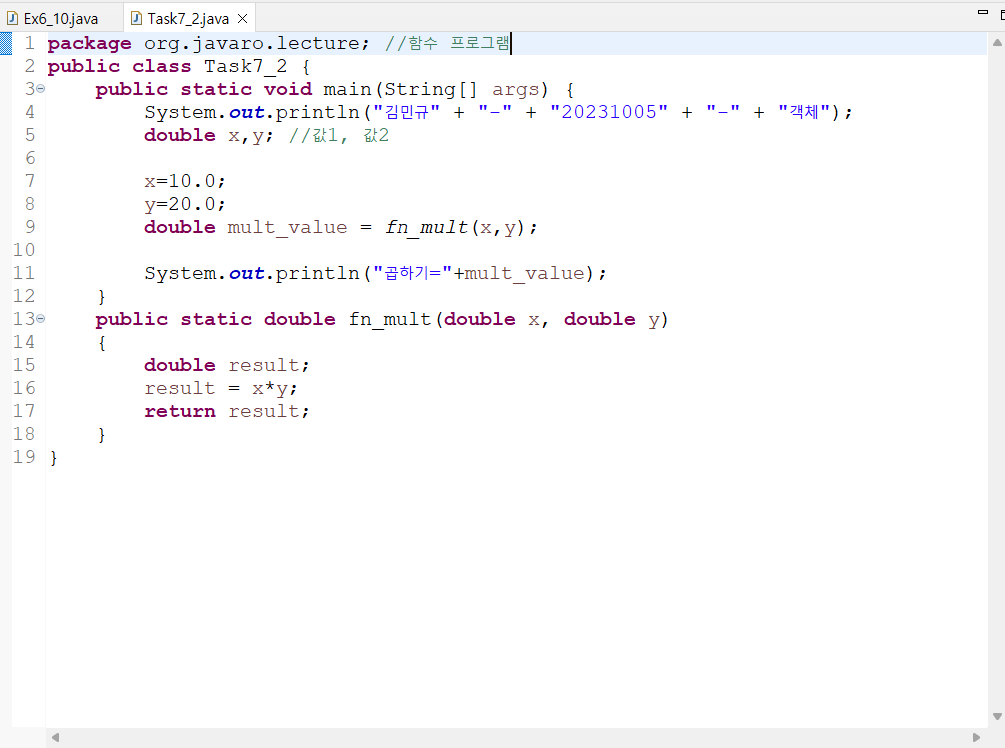 Ex6_10.java Task7_2.java
1 package org.javaro.lecture; //함수 프로그램
2 public class Task7_2 {
3 public static void main(String[] args) {
4 System.out.println("김민규" + "-" + "20231005" + "-" + "객체");
5 double x,y; //값1, 값2
6
7 x=10.0;
8 y=20.0;
9 double mult_value = fn_mult(x,y);
10
11 System.out.println("곱하기="+mult_value);
12 }
13 public static double fn_mult(double x, double y)
14 {
15 double result;
16 result = x*y;
17 return result;
18 }
19 }